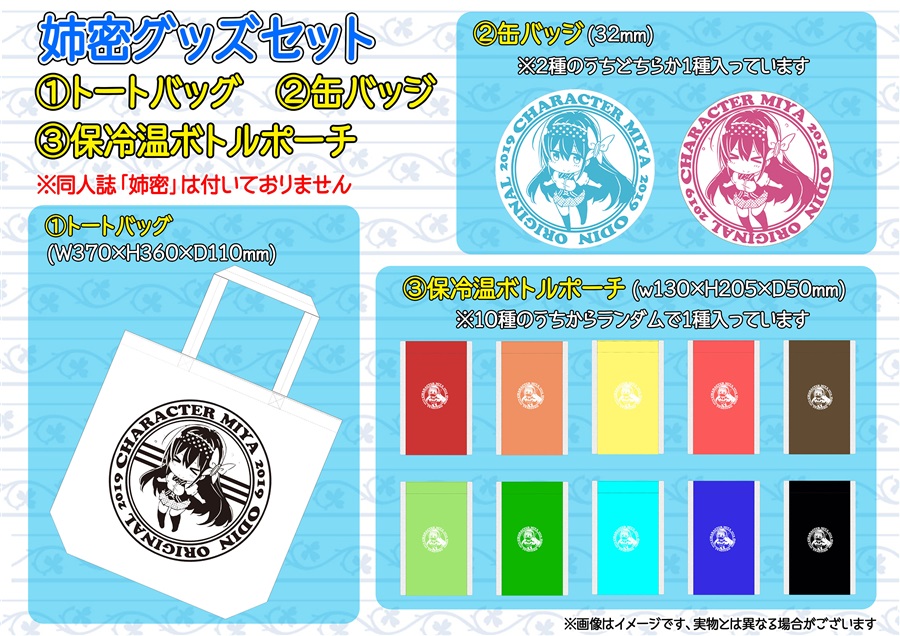 姉密グッズセット
①トートバッグ ②缶バッジ
③保冷温ボトルポーチ
※同人誌「姉密」は付いておりません
①トートバッグ
(W370×H360×D110mm)
CHARACTER MIYA 2019 ODIN ORIGINAL 2019
②缶バッジ (32mm)
※2種のうちどちらか1種入っています
CHARACTER MIYA 2019 ODIN ORIGINAL 2019
CHARACTER MIYA 2019 ODIN ORIGINAL 2019
③保冷温ボトルポーチ (w130×H205×D50mm)
※10種のうちからランダムで1種入っています
※画像はイメージです、実物とは異なる場合がございます